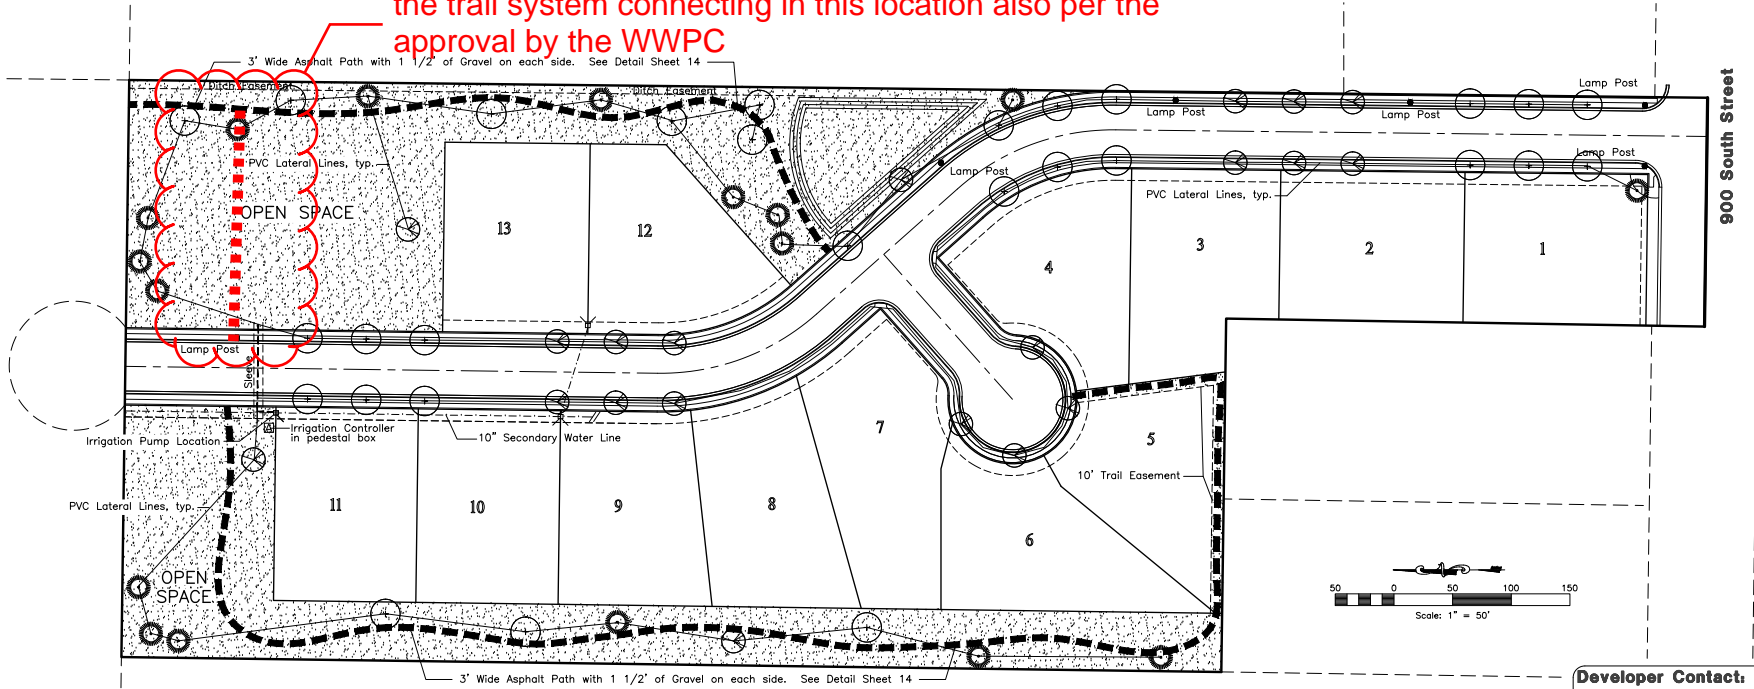 the trail system connecting in this location also per the
approval by the WWPC
3' Wide Asphalt Path with 1 1/2' of Gravel on each side. See Detail Sheet 14
Ditch Easement
Ditch Easement
Lamp Post
Lamp Post
Lamp Post
Lamp Post
Lamp Post
900 South Street
PVC Lateral Lines, typ.
PVC Lateral Lines, typ.
OPEN SPACE
13
12
4
3
2
1
Lamp Post
Sleeve
Irrigation Pump Location
Irrigation Controller
in pedestal box
10" Secondary Water Line
7
5
10' Trail Easement
PVC Lateral Lines, typ.
11
10
9
8
6
OPEN
SPACE
50 0 50 100 150
Scale: 1" = 50'
3' Wide Asphalt Path with 1 1/2' of Gravel on each side. See Detail Sheet 14
Developer Contact: